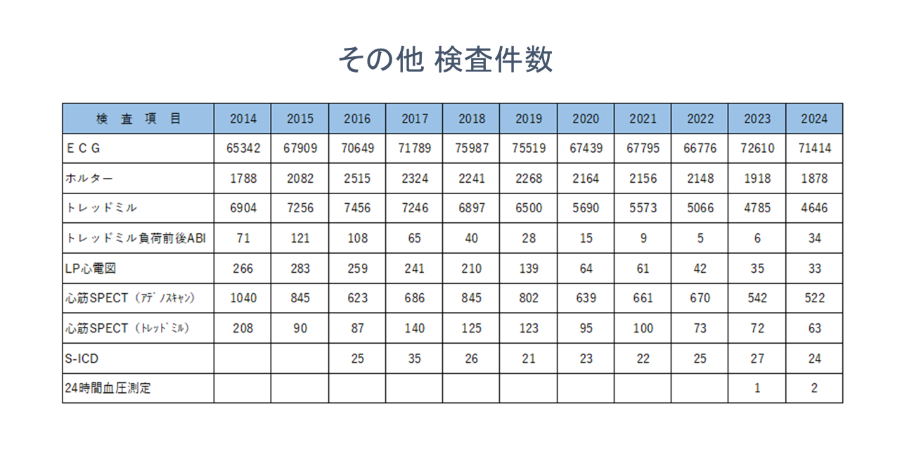 その他 検査件数
検 査 項 目 2014 2015 2016 2017 2018 2019 2020 2021 2022 2023 2024
ＥＣＧ 65342 67909 70649 71789 75987 75519 67439 67795 66776 72610 71414
ホルター 1788 2082 2515 2324 2241 2268 2164 2156 2148 1918 1878
トレッドミル 6904 7256 7456 7246 6897 6500 5690 5573 5066 4785 4646
トレッドミル負荷前後ABI 71 121 108 65 40 28 15 9 5 6 34
LP心電図 266 283 259 241 210 139 64 61 42 35 33
心筋SPECT（ｱﾃﾞﾉｽｷｬﾝ） 1040 845 623 686 845 802 639 661 670 542 522
心筋SPECT（ﾄﾚｯﾄﾞﾐﾙ） 208 90 87 140 125 123 95 100 73 72 63
S-ICD 25 35 26 21 23 22 25 27 24
24時間血圧測定 1 2